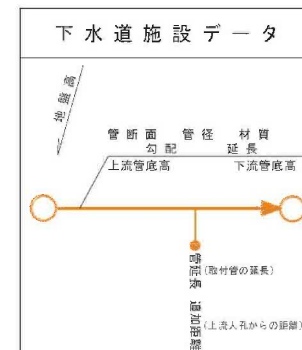 下水道施設データ
地盤高
管断面 管径 材質
勾配 延長
上流管底高 下流管底高
管延長 (取付管の延長)
追加距離 (上流人孔からの距離)